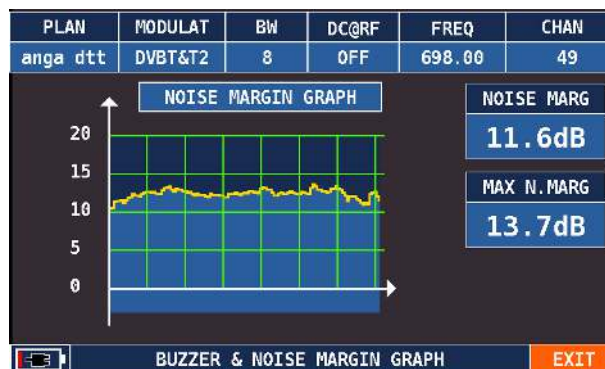 PLAN MODULAT BW DC@RF FREQ CHAN
anga dtt DVBT&T2 8 OFF 698.00 49
NOISE MARGIN GRAPH
NOISE MARG
11.6dB
MAX N.MARG
13.7dB
20
15
10
5
0
BUZZER & NOISE MARGIN GRAPH EXIT